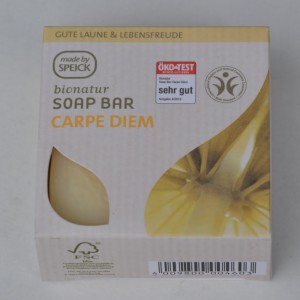 GUTE LAUNE & LEBENSFREUDE
made by
SPEICK
bionatur
SOAP BAR
CARPE DIEM
ÖKO-TEST
sehr gut
FSC